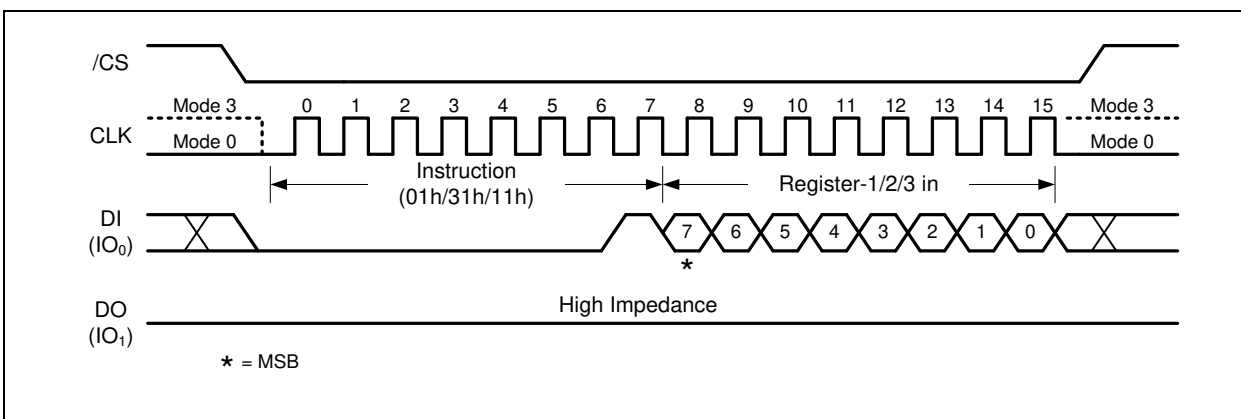 /CS
Mode 3 0 1 2 3 4 5 6 7 8 9 10 11 12 13 14 15 Mode 3
CLK
Mode 0 Mode 0
Instruction
(01h/31h/11h)
Register-1/2/3 in
DI
(IO₀)
7 6 5 4 3 2 1 0
*
High Impedance
DO
(IO₁)
* = MSB